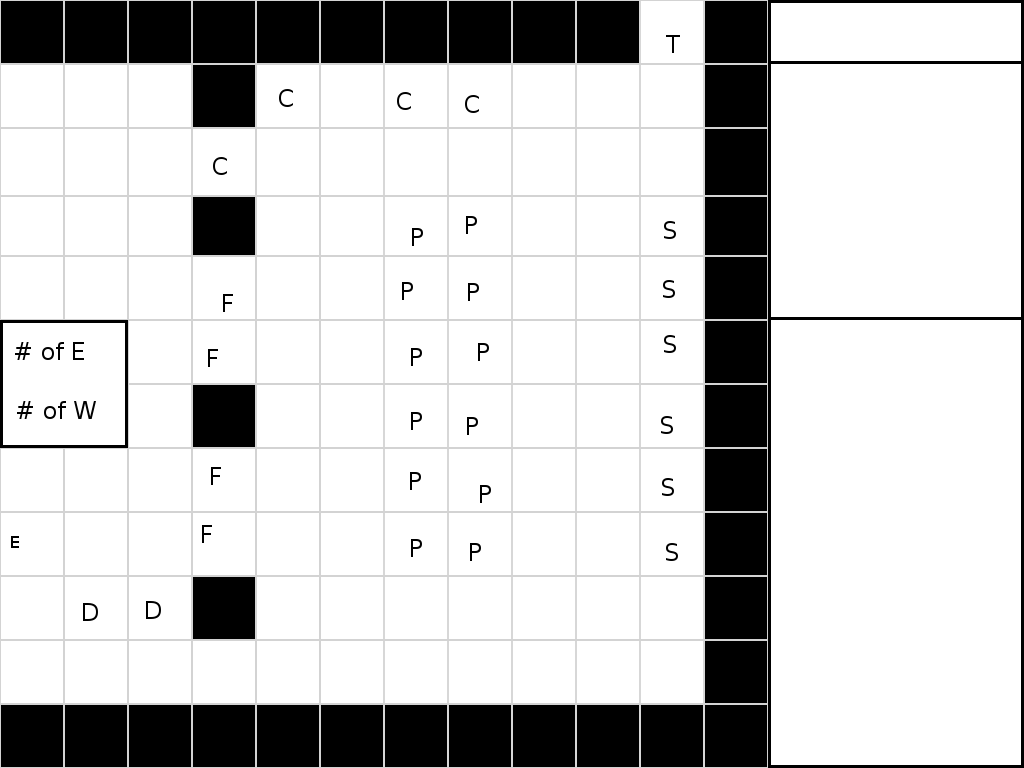 T
C C C
C
P P S
F P P S
# of E F P P S
# of W P P S
F P P S
E F P P S
D D